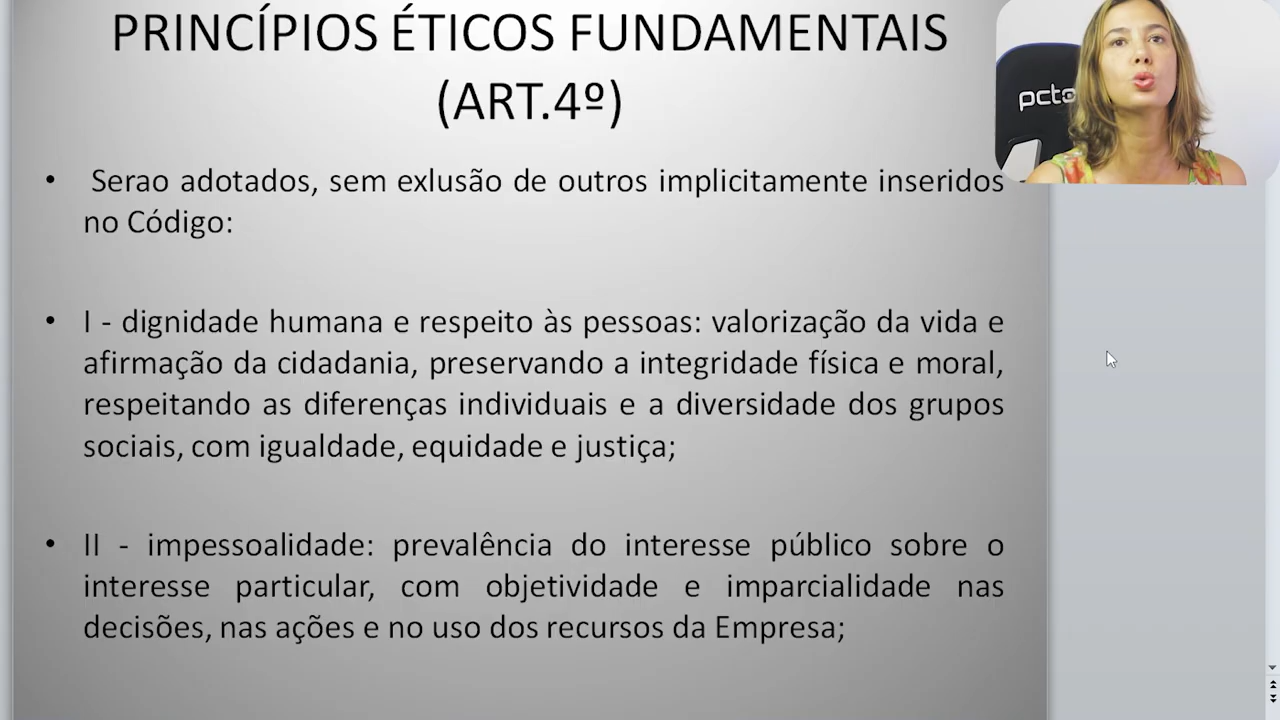 PRINCÍPIOS ÉTICOS FUNDAMENTAIS
(ART.4º)
• Serao adotados, sem exlusão de outros implicitamente inseridos
no Código:
• I - dignidade humana e respeito às pessoas: valorização da vida e
afirmação da cidadania, preservando a integridade física e moral,
respeitando as diferenças individuais e a diversidade dos grupos
sociais, com igualdade, equidade e justiça;
• II - impessoalidade: prevalência do interesse público sobre o
interesse particular, com objetividade e imparcialidade nas
decisões, nas ações e no uso dos recursos da Empresa;